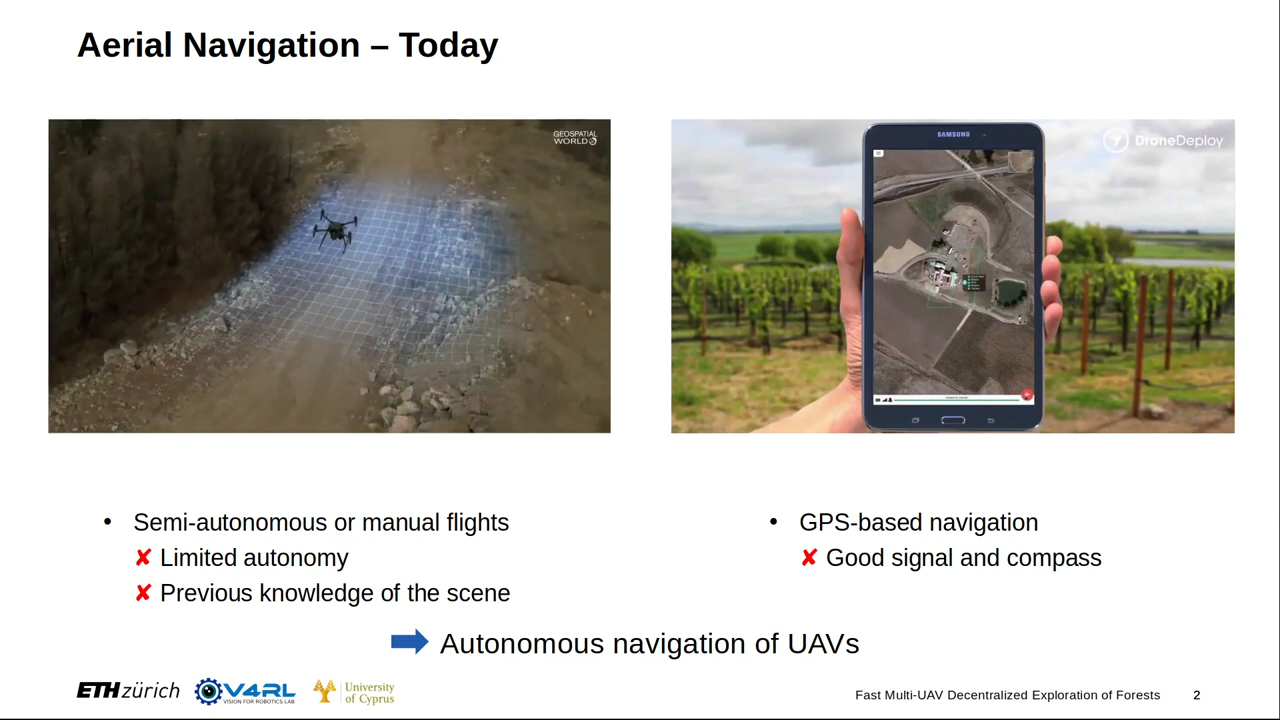 Aerial Navigation – Today
GEOSPATIAL
WORLD
SAMSUNG
DroneDeploy
• Semi-autonomous or manual flights
✘ Limited autonomy
✘ Previous knowledge of the scene
• GPS-based navigation
✘ Good signal and compass
Autonomous navigation of UAVs
ETH zürich
V4RL
VISION FOR ROBOTICS LAB
University
of Cyprus
Fast Multi-UAV Decentralized Exploration of Forests 2